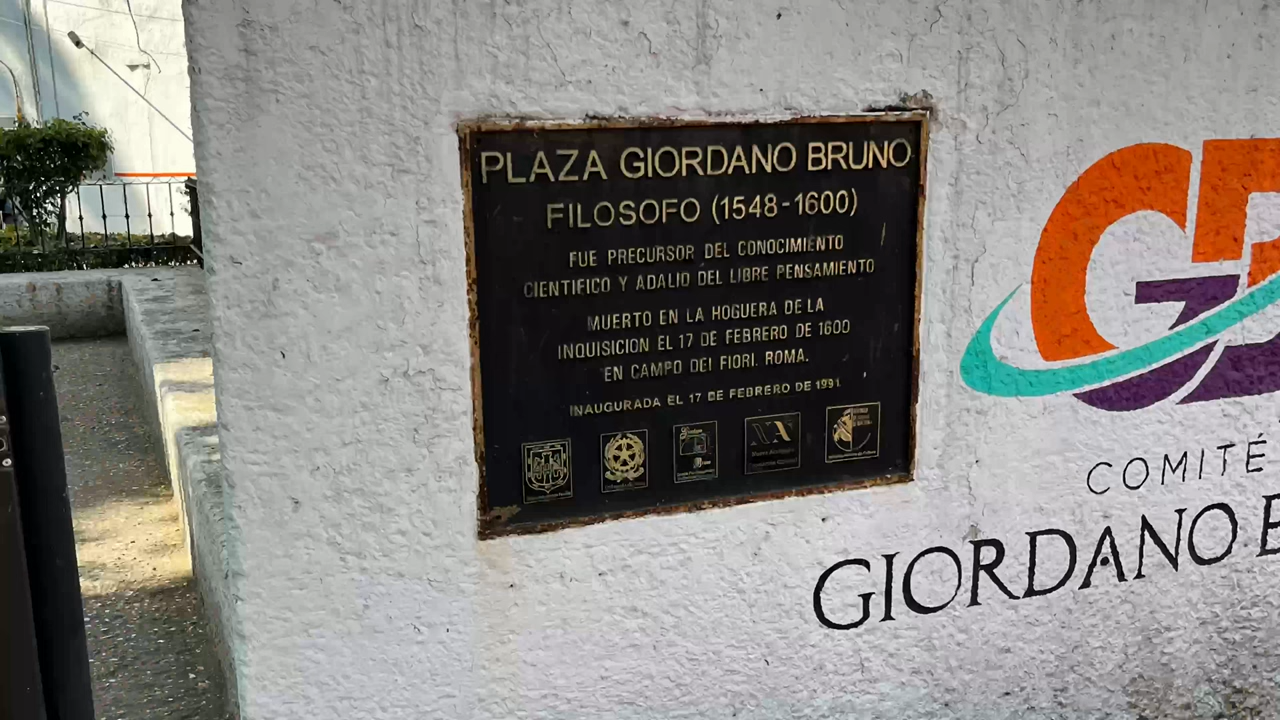 PLAZA GIORDANO BRUNO
FILOSOFO (1548-1600)
FUE PRECURSOR DEL CONOCIMIENTO
CIENTIFICO Y ADALIO DEL LIBRE PENSAMIENTO
MUERTO EN LA HOGUERA DE LA
INQUISICION EL 17 DE FEBRERO DE 1600
EN CAMPO DEI FIORI. ROMA.
INAUGURADA EL 17 DE FEBRERO DE 1991
COMITÉ
GIORDANO